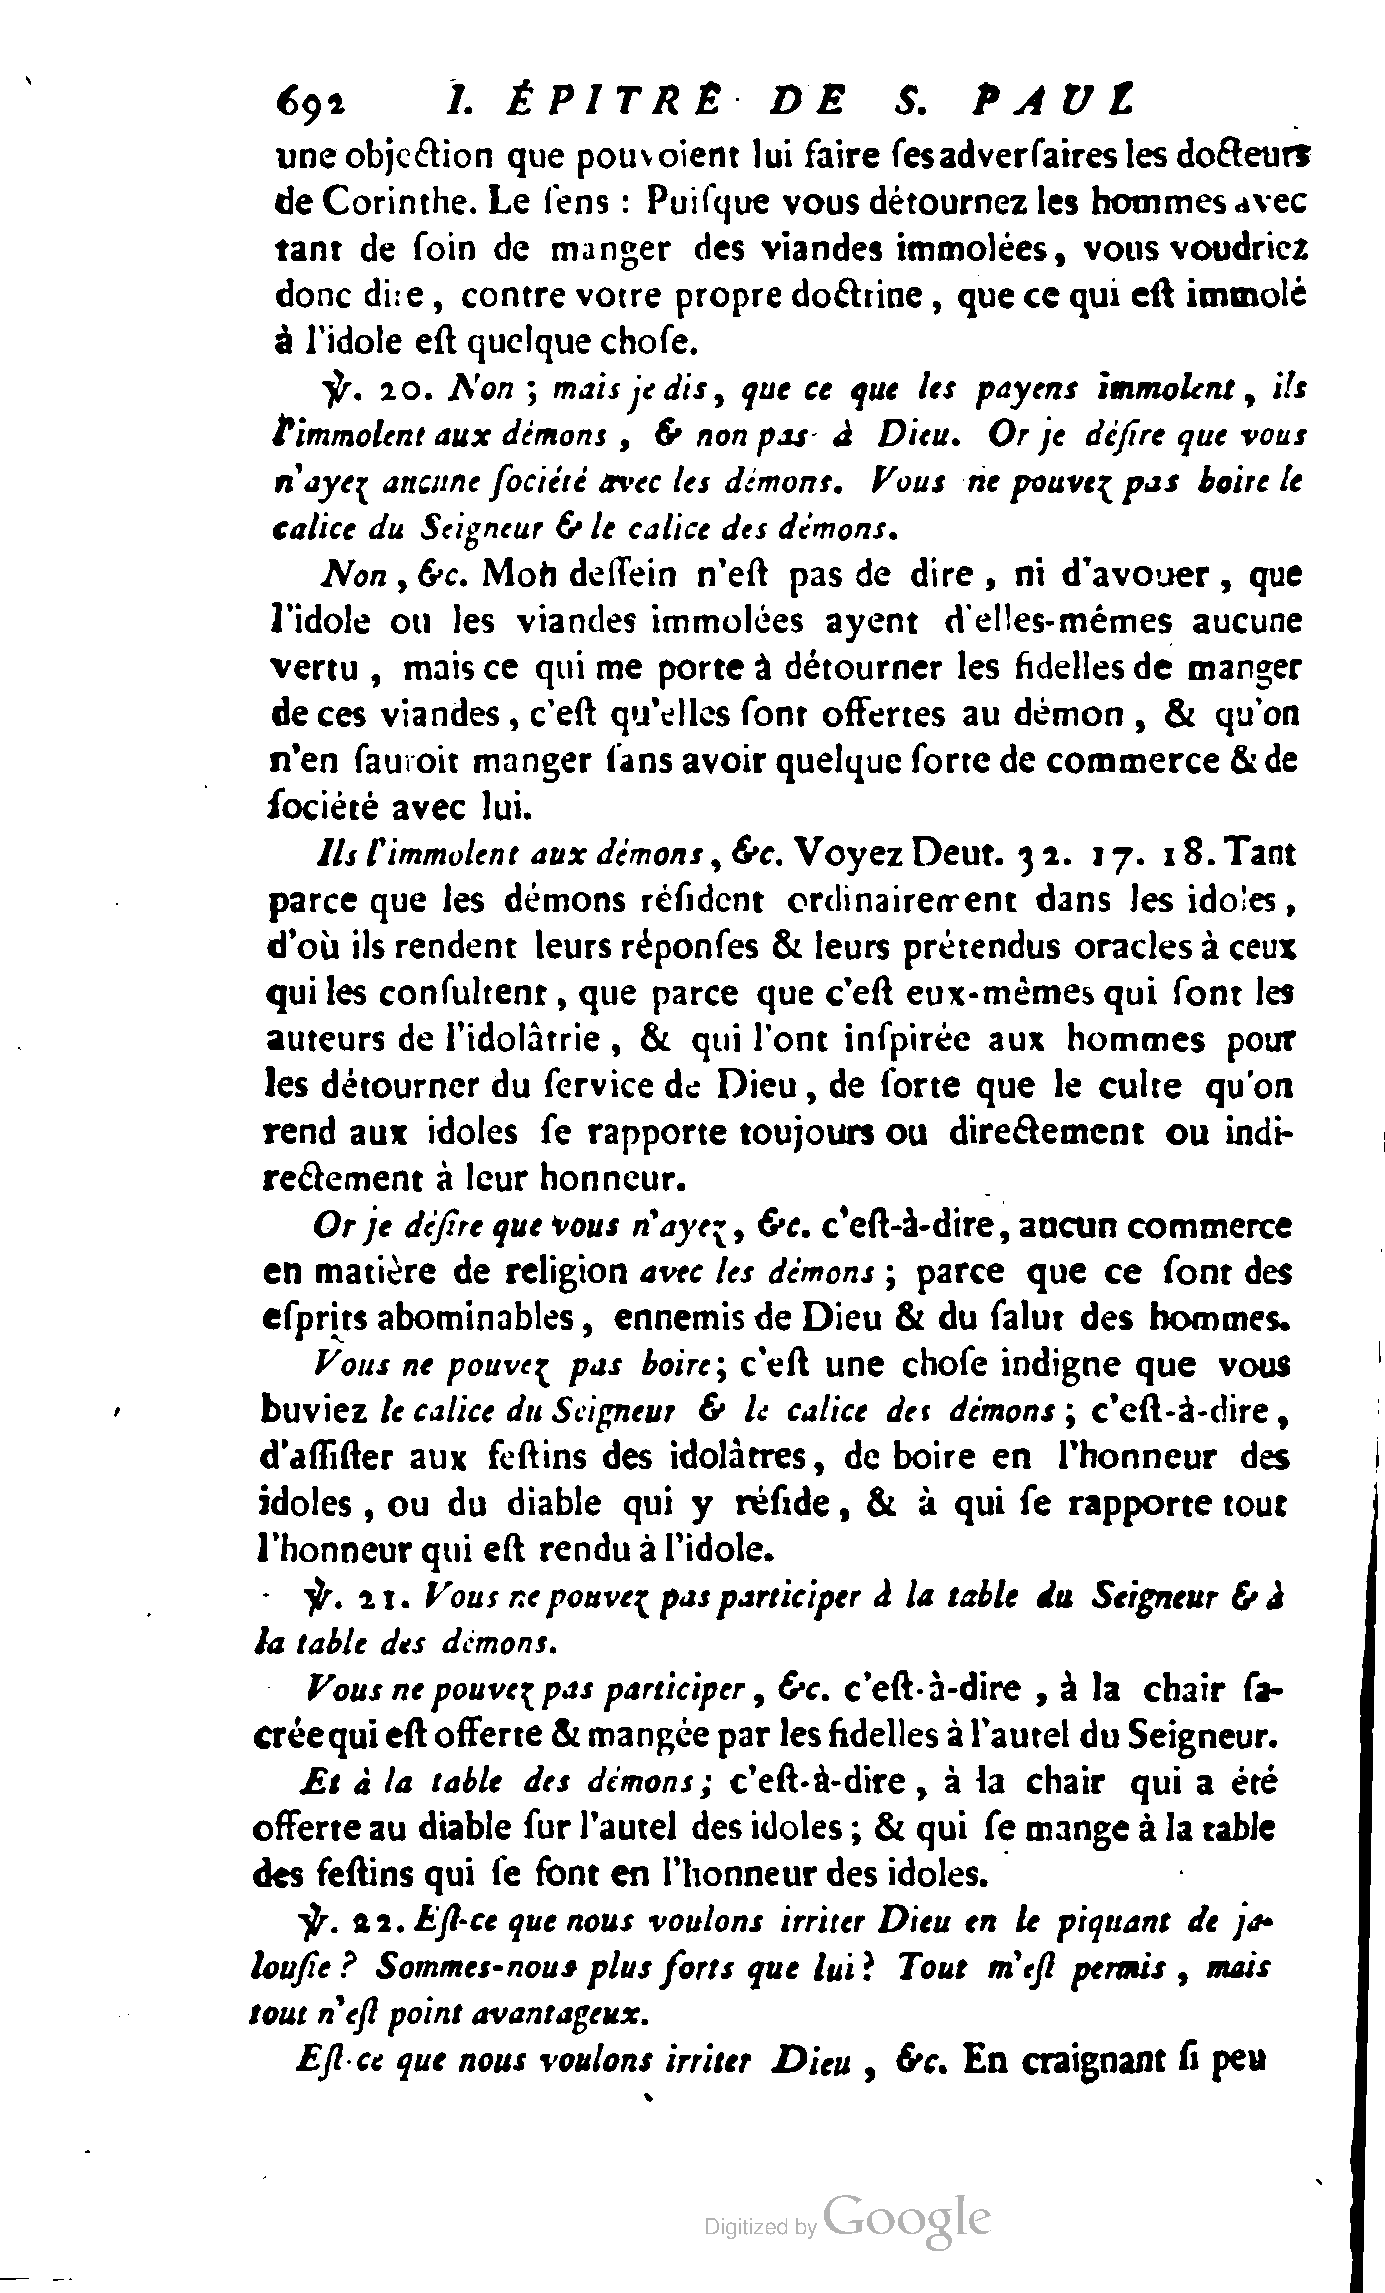 692 I. ÉPITRE DE S. PAUL
une objection que pouvoient lui faire ſes adverſaires les docteurs
de Corinthe. Le ſens : Puiſque vous détournez les hommes avec
tant de ſoin de manger des viandes immolées, vous voudriez
donc dire, contre votre propre doctrine, que ce qui eſt immolé
à l'idole eſt quelque choſe.
℣. 20. Non ; mais je dis, que ce que les payens immolent, ils
l'immolent aux démons, & non pas à Dieu. Or je déſire que vous
n'ayez aucune ſociété avec les démons. Vous ne pouvez pas boire le
calice du Seigneur & le calice des démons.
Non, &c. Mon deſſein n'eſt pas de dire, ni d'avouer, que
l'idole ou les viandes immolées ayent d'elles-mêmes aucune
vertu, mais ce qui me porte à détourner les fidelles de manger
de ces viandes, c'eſt qu'elles ſont offertes au démon, & qu'on
n'en ſauroit manger ſans avoir quelque ſorte de commerce & de
ſociété avec lui.
Ils l'immolent aux démons, &c. Voyez Deut. 32. 17. 18. Tant
parce que les démons réſident ordinairement dans les idoles,
d'où ils rendent leurs réponſes & leurs prétendus oracles à ceux
qui les conſultent, que parce que c'eſt eux-mêmes qui ſont les
auteurs de l'idolâtrie, & qui l'ont inſpirée aux hommes pour
les détourner du ſervice de Dieu, de ſorte que le culte qu'on
rend aux idoles ſe rapporte toujours ou directement ou indi-
rectement à leur honneur.
Or je déſire que vous n'ayez, &c. c'eſt-à-dire, aucun commerce
en matière de religion avec les démons ; parce que ce ſont des
eſprits abominables, ennemis de Dieu & du ſalut des hommes.
Vous ne pouvez pas boire; c'eſt une choſe indigne que vous
buviez le calice du Seigneur & le calice des démons ; c'eſt-à-dire,
d'aſſiſter aux feſtins des idolâtres, de boire en l'honneur des
idoles, ou du diable qui y réſide, & à qui ſe rapporte tout
l'honneur qui eſt rendu à l'idole.
℣. 21. Vous ne pouvez pas participer à la table du Seigneur & à
la table des démons.
Vous ne pouvez pas participer, &c. c'eſt-à-dire, à la chair ſa-
crée qui eſt offerte & mangée par les fidelles à l'autel du Seigneur.
Et à la table des démons; c'eſt-à-dire, à la chair qui a été
offerte au diable ſur l'autel des idoles ; & qui ſe mange à la table
des feſtins qui ſe font en l'honneur des idoles.
℣. 22. Eſt-ce que nous voulons irriter Dieu en le piquant de ja-
louſie ? Sommes-nous plus forts que lui ? Tout m'eſt permis, mais
tout n'eſt point avantageux.
Eſt-ce que nous voulons irriter Dieu, &c. En craignant ſi peu
Digitized by Google